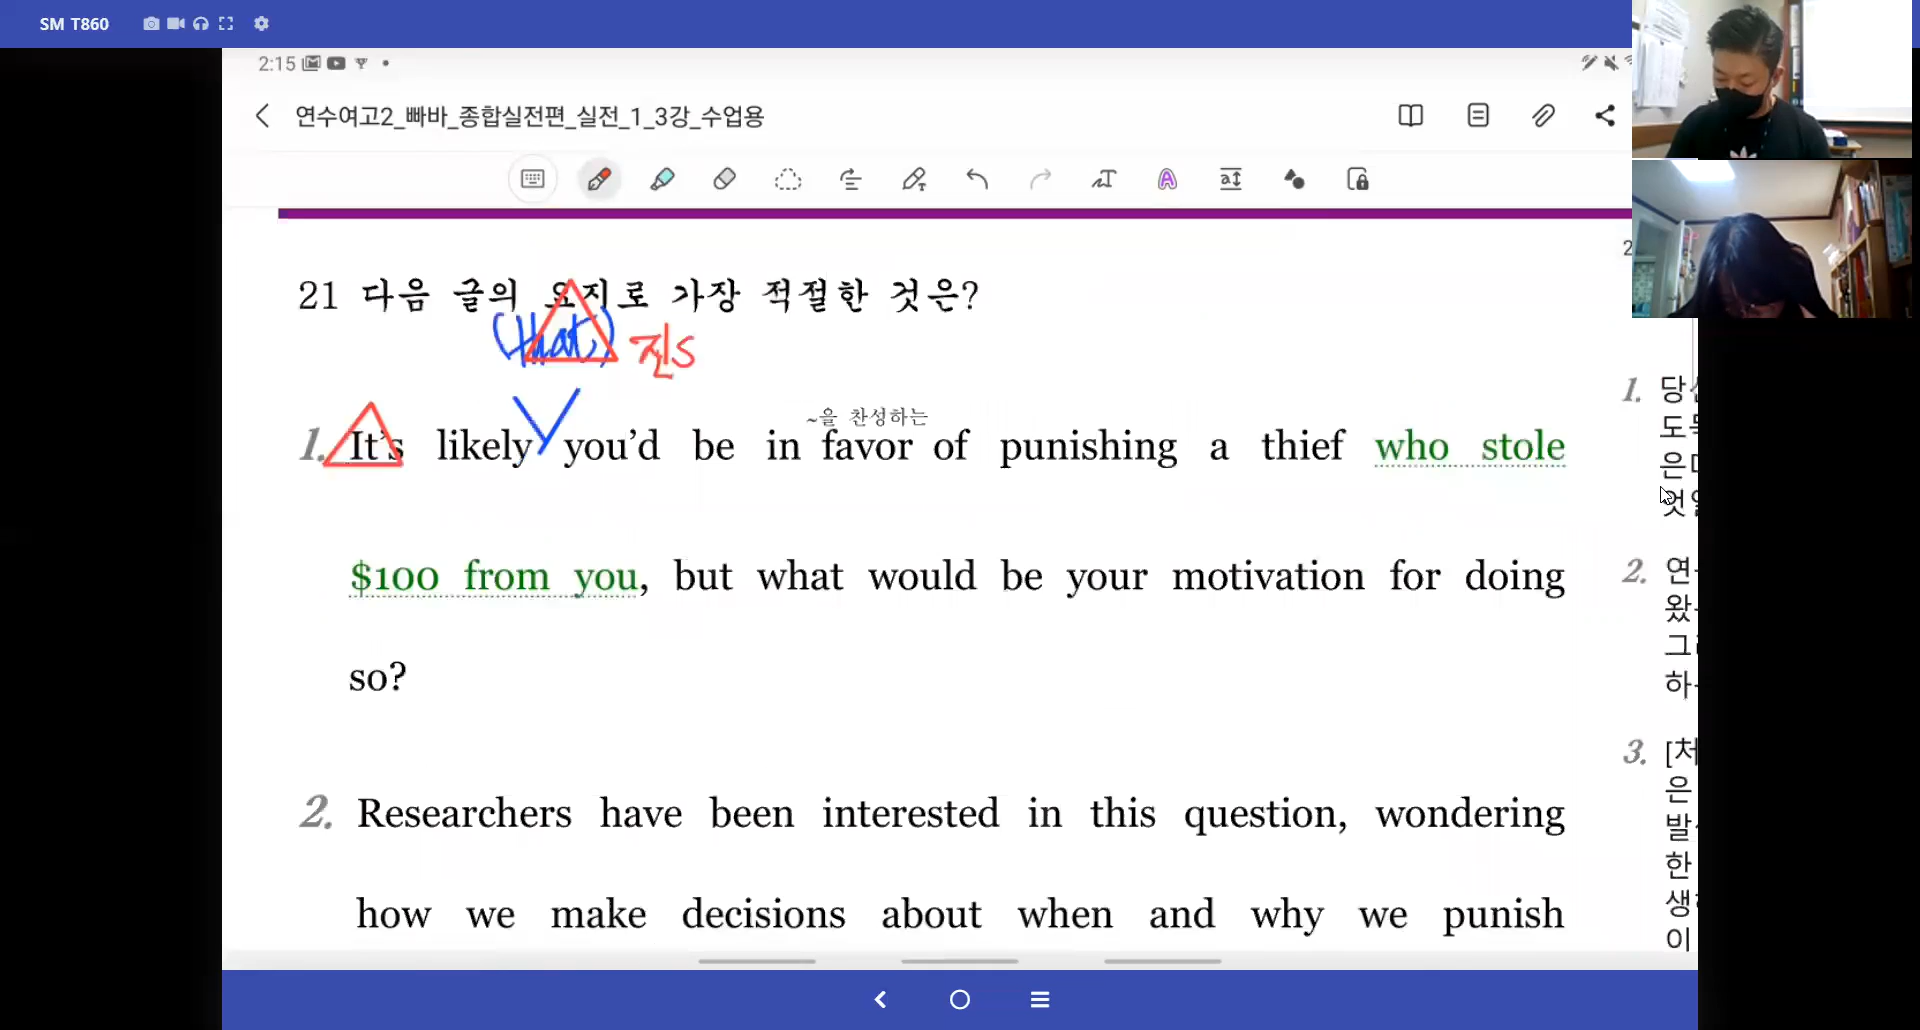 SM T860
2:15
연수여고2_빠바_종합실전편_실전_1_3강_수업용
21 다음 글의 요지로 가장 적절한 것은?
(that) 진S
~을 찬성하는
1. It's likely you'd be in favor of punishing a thief who stole
$100 from you, but what would be your motivation for doing
so?
2. Researchers have been interested in this question, wondering
how we make decisions about when and why we punish
2
1. 당
도
은
엇
2. 연
왔
그
하
3. [처
은
발
한
생
이